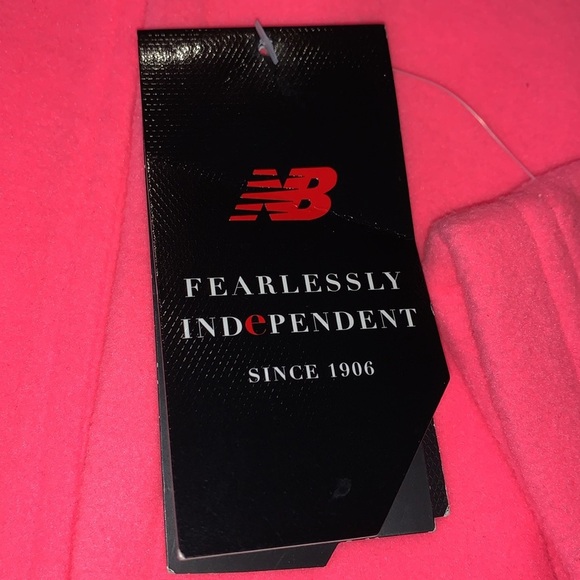 NB
FEARLESSLY
INDePENDENT
SINCE 1906